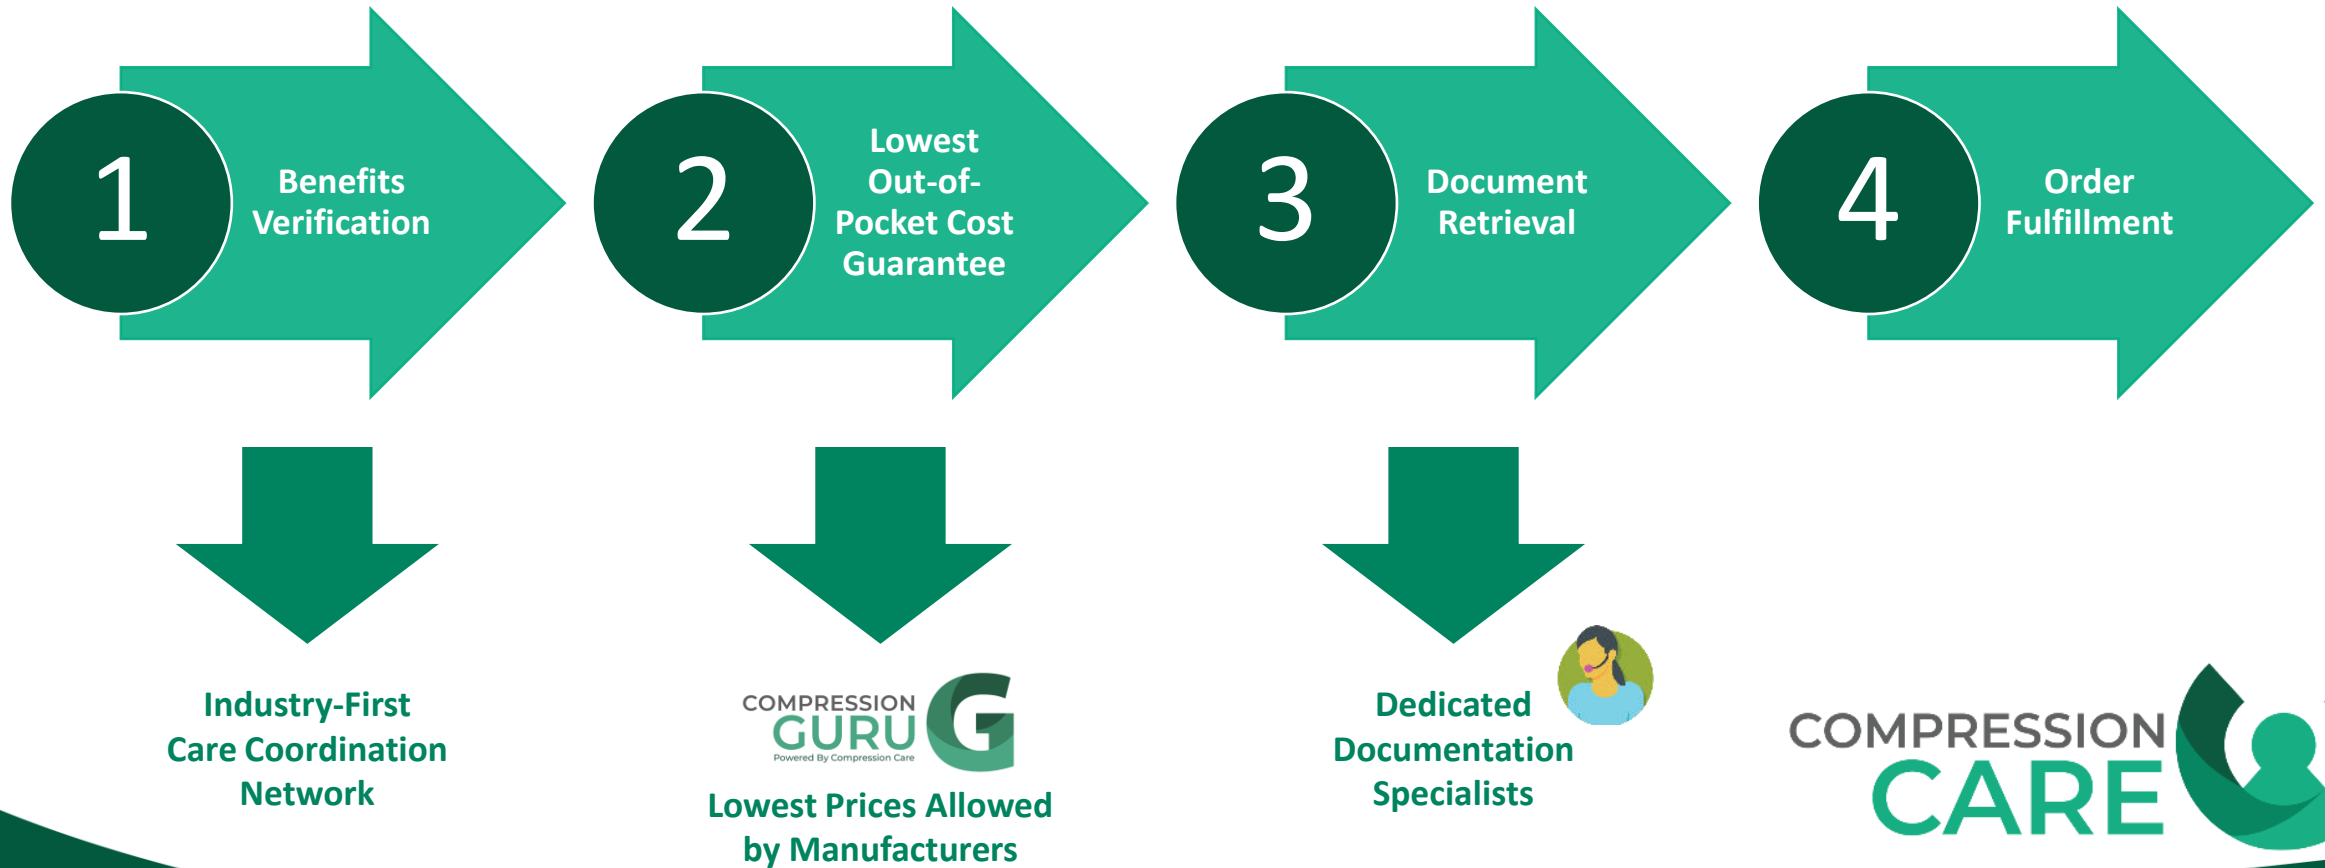 1
Benefits
Verification
2
Lowest
Out-of-
Pocket Cost
Guarantee
3
Document
Retrieval
4
Order
Fulfillment
Industry-First
Care Coordination
Network
COMPRESSION
GURU
Powered By Compression Care
G
Lowest Prices Allowed
by Manufacturers
Dedicated
Documentation
Specialists
COMPRESSION
CARE